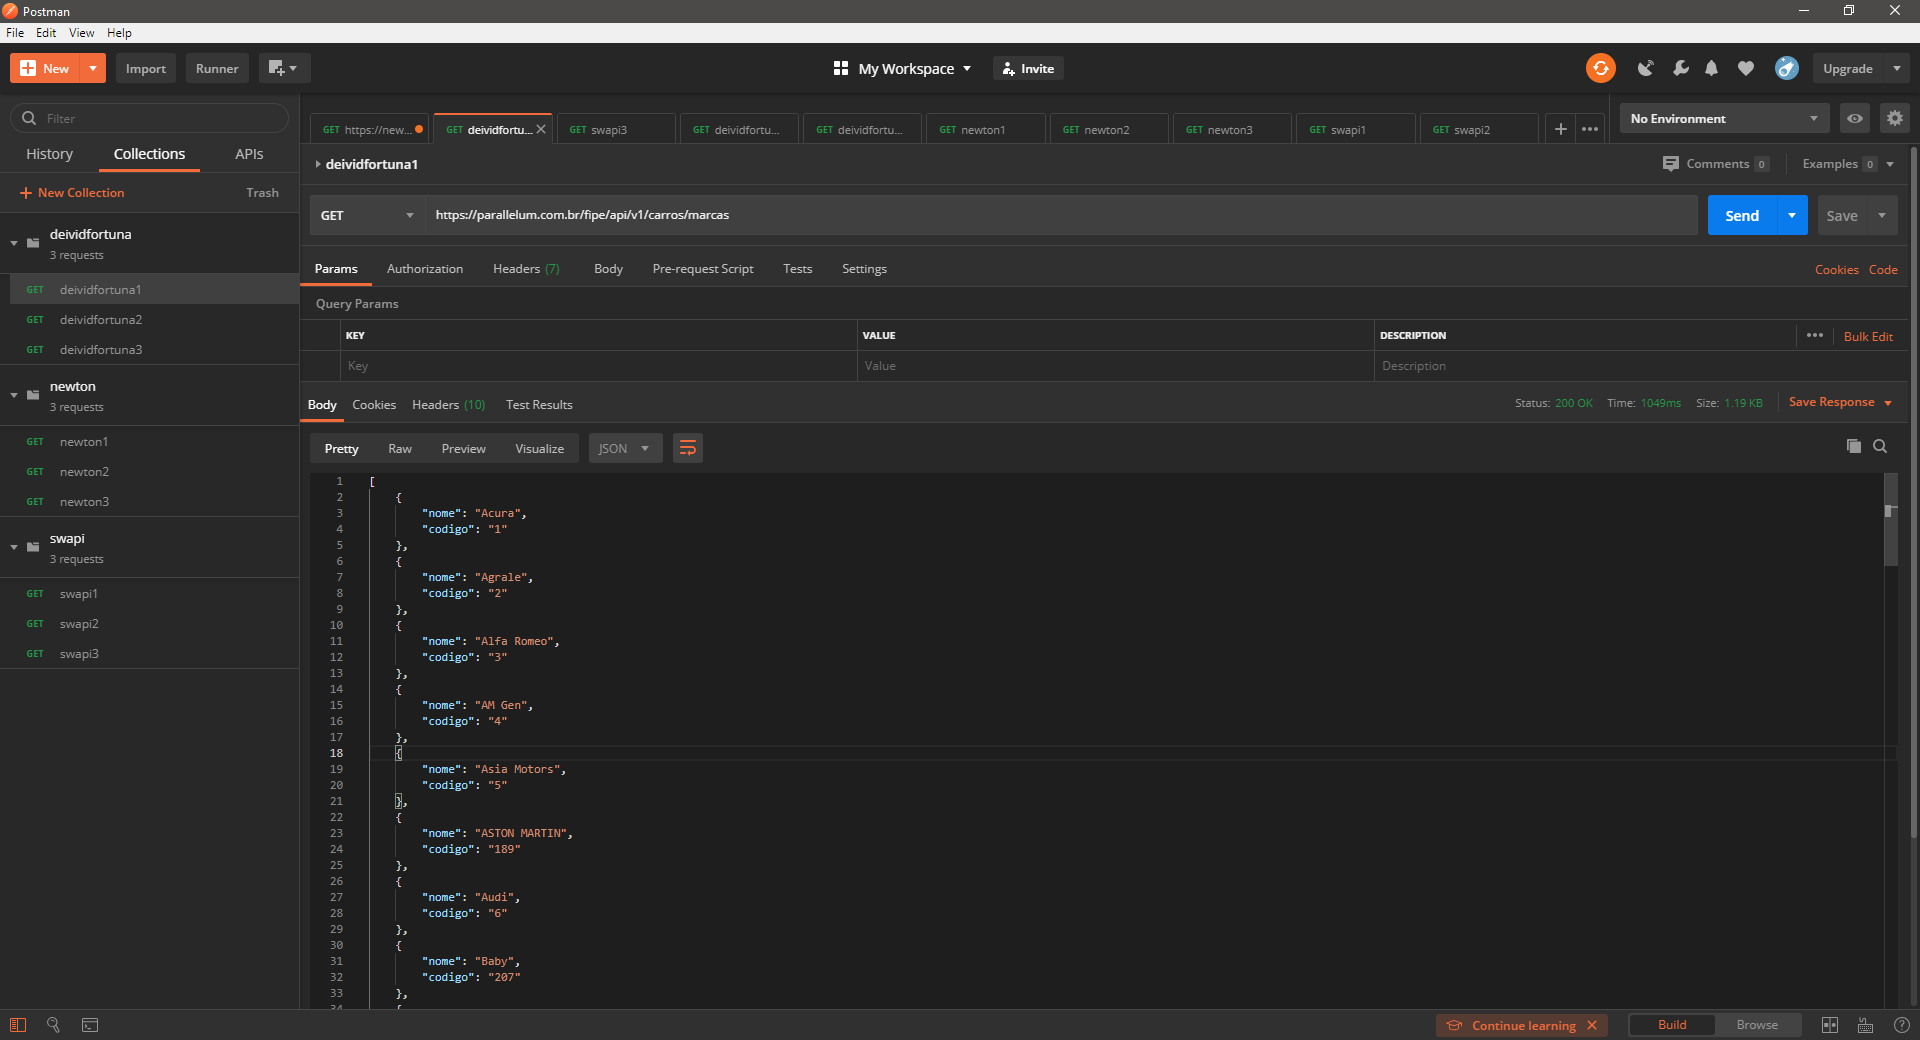 Postman
File Edit View Help
New Import Runner My Workspace Invite Upgrade
Filter
History Collections APIs
New Collection Trash
deividfortuna
3 requests
GET deividfortuna1
GET deividfortuna2
GET deividfortuna3
newton
3 requests
GET newton1
GET newton2
GET newton3
swapi
3 requests
GET swapi1
GET swapi2
GET swapi3
GET https://new... GET deividfortu... GET swapi3 GET deividfortu... GET deividfortu... GET newton1 GET newton2 GET newton3 GET swapi1 GET swapi2 No Environment
deividfortuna1 Comments 0 Examples 0
GET https://parallelum.com.br/fipe/api/v1/carros/marcas Send Save
Params Authorization Headers (7) Body Pre-request Script Tests Settings Cookies Code
Query Params
KEY VALUE DESCRIPTION Bulk Edit
Key Value Description
Body Cookies Headers (10) Test Results Status: 200 OK Time: 1049ms Size: 1.19 KB Save Response
Pretty Raw Preview Visualize JSON
1 [
2 {
3 "nome": "Acura",
4 "codigo": "1"
5 },
6 {
7 "nome": "Agrale",
8 "codigo": "2"
9 },
10 {
11 "nome": "Alfa Romeo",
12 "codigo": "3"
13 },
14 {
15 "nome": "AM Gen",
16 "codigo": "4"
17 },
18 {
19 "nome": "Asia Motors",
20 "codigo": "5"
21 },
22 {
23 "nome": "ASTON MARTIN",
24 "codigo": "189"
25 },
26 {
27 "nome": "Audi",
28 "codigo": "6"
29 },
30 {
31 "nome": "Baby",
32 "codigo": "207"
33 },
34 {
Continue learning Build Browse